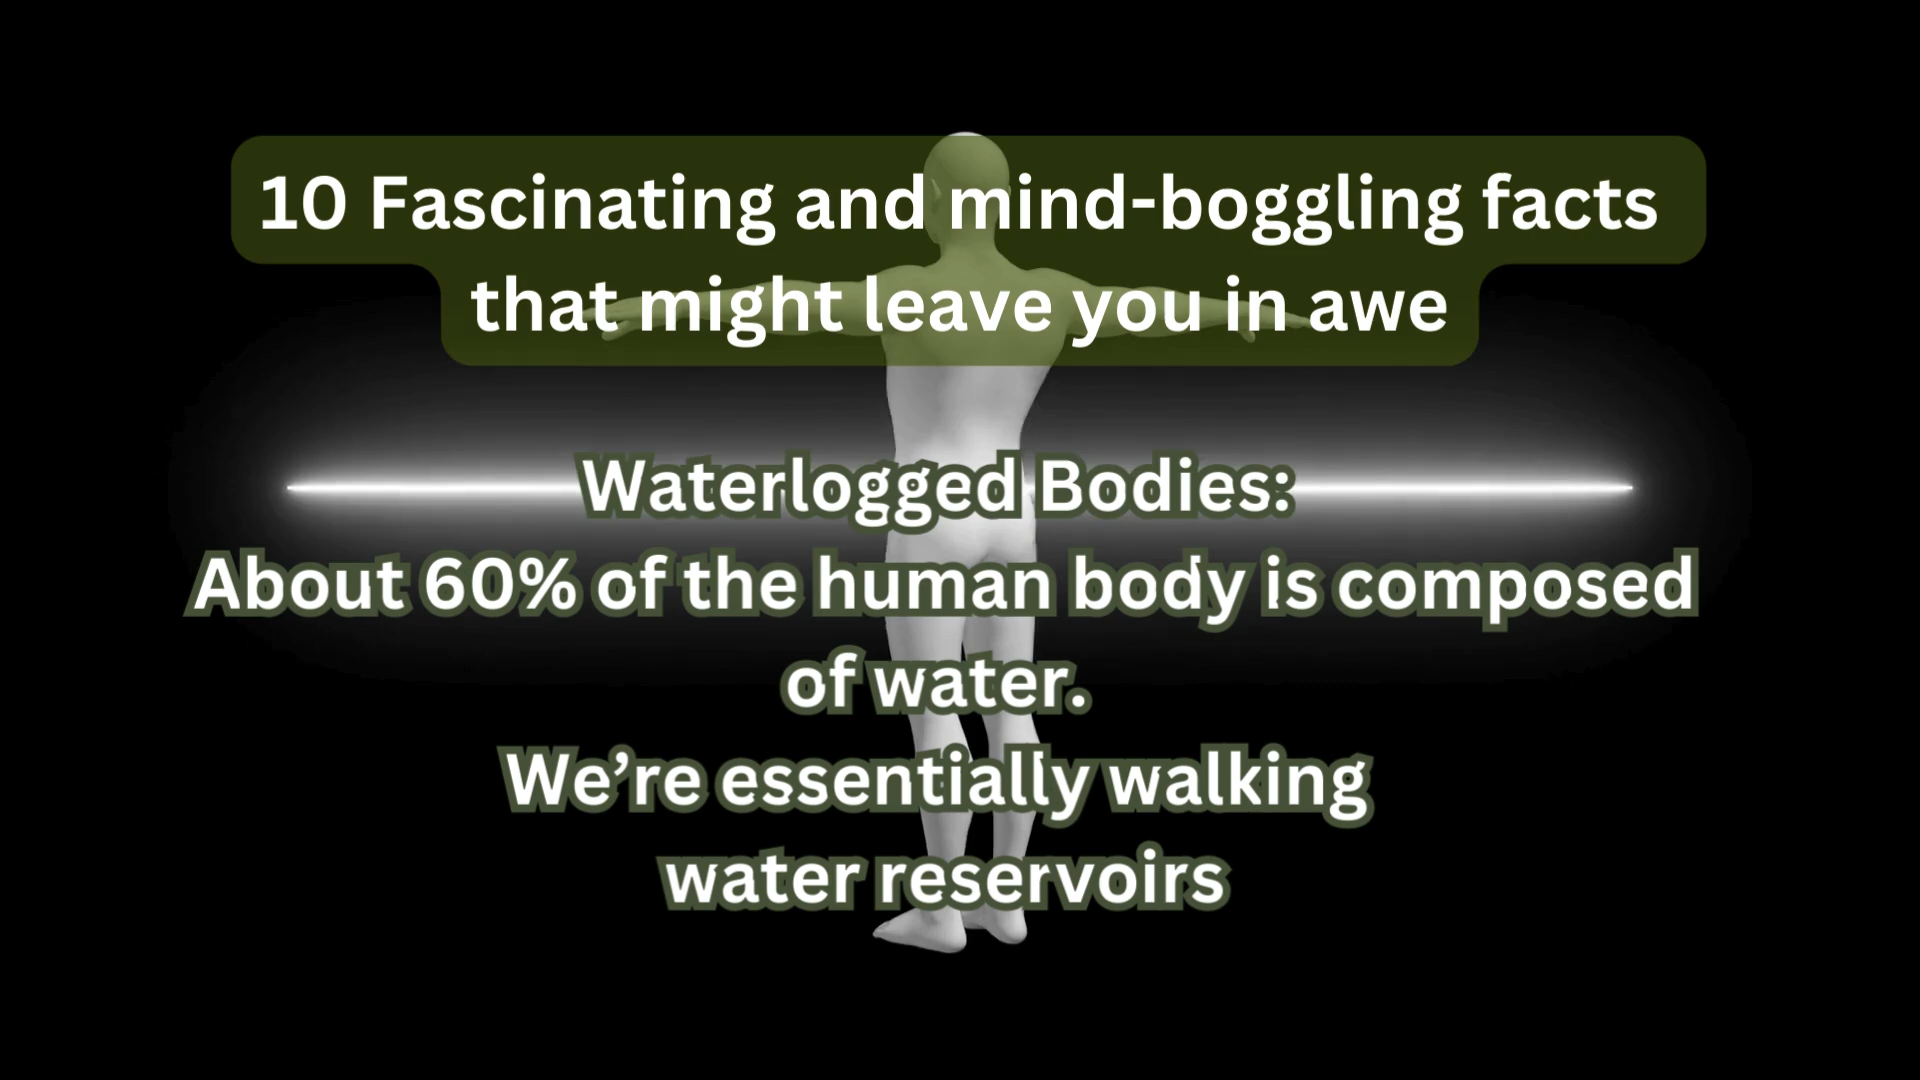 10 Fascinating and mind-boggling facts
that might leave you in awe
Waterlogged Bodies:
About 60% of the human body is composed
of water.
We’re essentially walking
water reservoirs